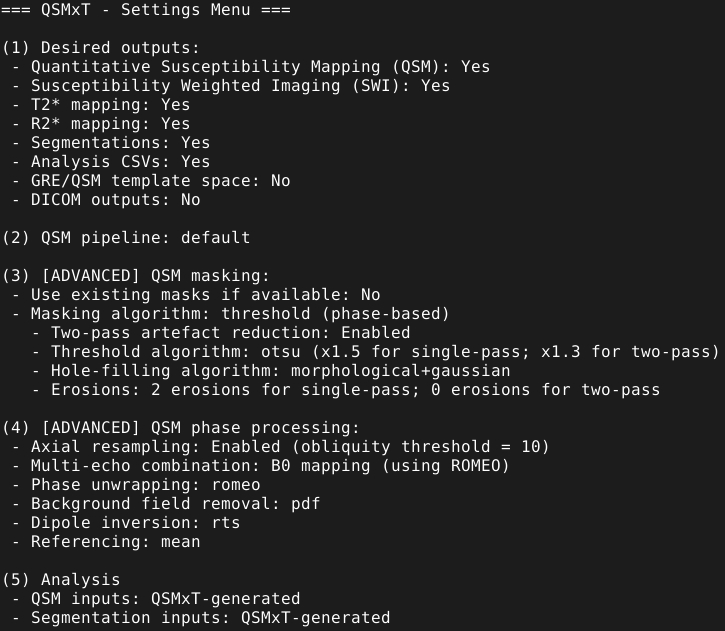 === QSMxT - Settings Menu ===
(1) Desired outputs:
- Quantitative Susceptibility Mapping (QSM): Yes
- Susceptibility Weighted Imaging (SWI): Yes
- T2* mapping: Yes
- R2* mapping: Yes
- Segmentations: Yes
- Analysis CSVs: Yes
- GRE/QSM template space: No
- DICOM outputs: No
(2) QSM pipeline: default
(3) [ADVANCED] QSM masking:
- Use existing masks if available: No
- Masking algorithm: threshold (phase-based)
- Two-pass artefact reduction: Enabled
- Threshold algorithm: otsu (x1.5 for single-pass; x1.3 for two-pass)
- Hole-filling algorithm: morphological+gaussian
- Erosions: 2 erosions for single-pass; 0 erosions for two-pass
(4) [ADVANCED] QSM phase processing:
- Axial resampling: Enabled (obliquity threshold = 10)
- Multi-echo combination: B0 mapping (using ROMEO)
- Phase unwrapping: romeo
- Background field removal: pdf
- Dipole inversion: rts
- Referencing: mean
(5) Analysis
- QSM inputs: QSMxT-generated
- Segmentation inputs: QSMxT-generated